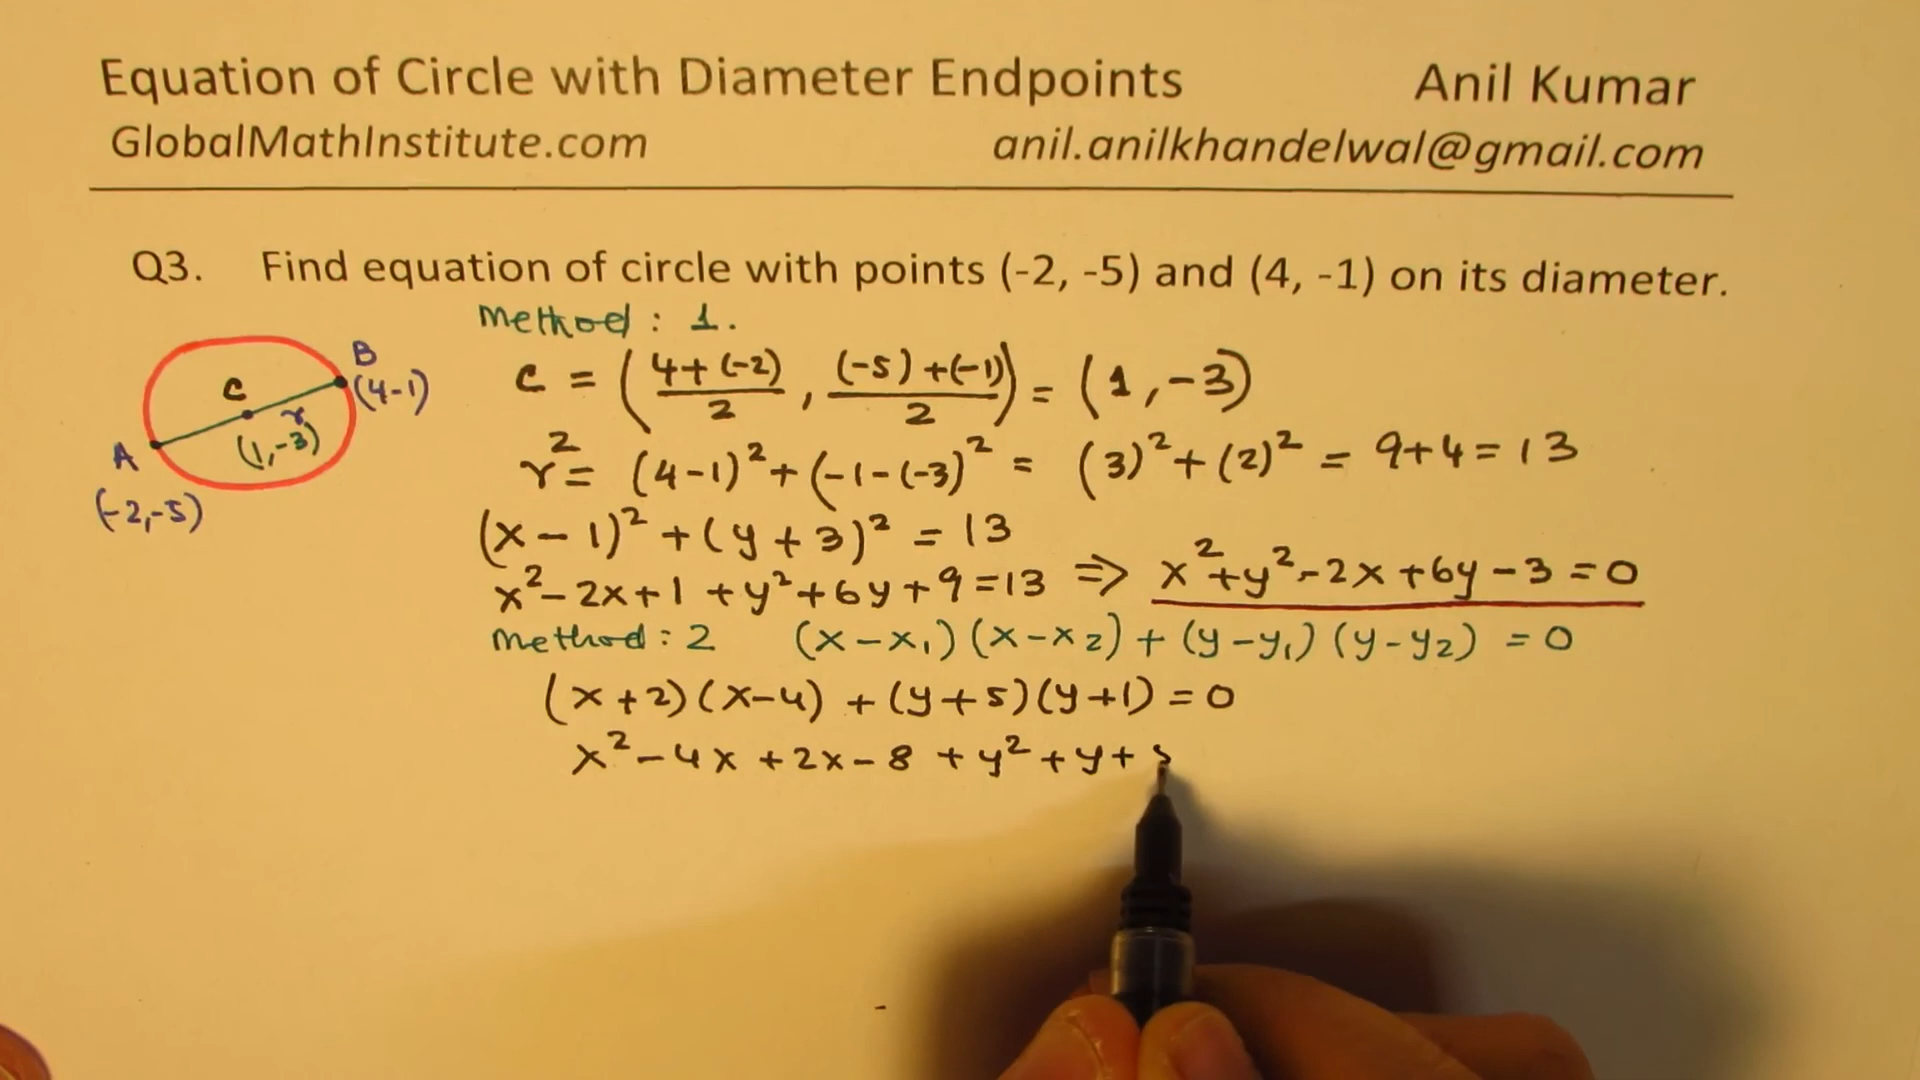 Equation of Circle with Diameter Endpoints Anil Kumar
GlobalMathInstitute.com anil.anilkhandelwal@gmail.com
Q3. Find equation of circle with points (-2, -5) and (4, -1) on its diameter.
Method : 1.
C = (4+(-2)/2 , (-5)+(-1)/2) = (1,-3)
r² = (4-1)²+(-1-(-3)² = (3)²+(2)² = 9+4=13
B
(4-1)
C
r
(1,-3)
A
(-2,-5)
(x-1)²+(y+3)² = 13
x²-2x+1+y²+6y+9=13 ⇒ x²+y²-2x+6y-3=0
Method : 2 (x-x₁)(x-x₂)+(y-y₁)(y-y₂) = 0
(x+2)(x-4)+(y+5)(y+1)=0
x²-4x+2x-8+y²+y+